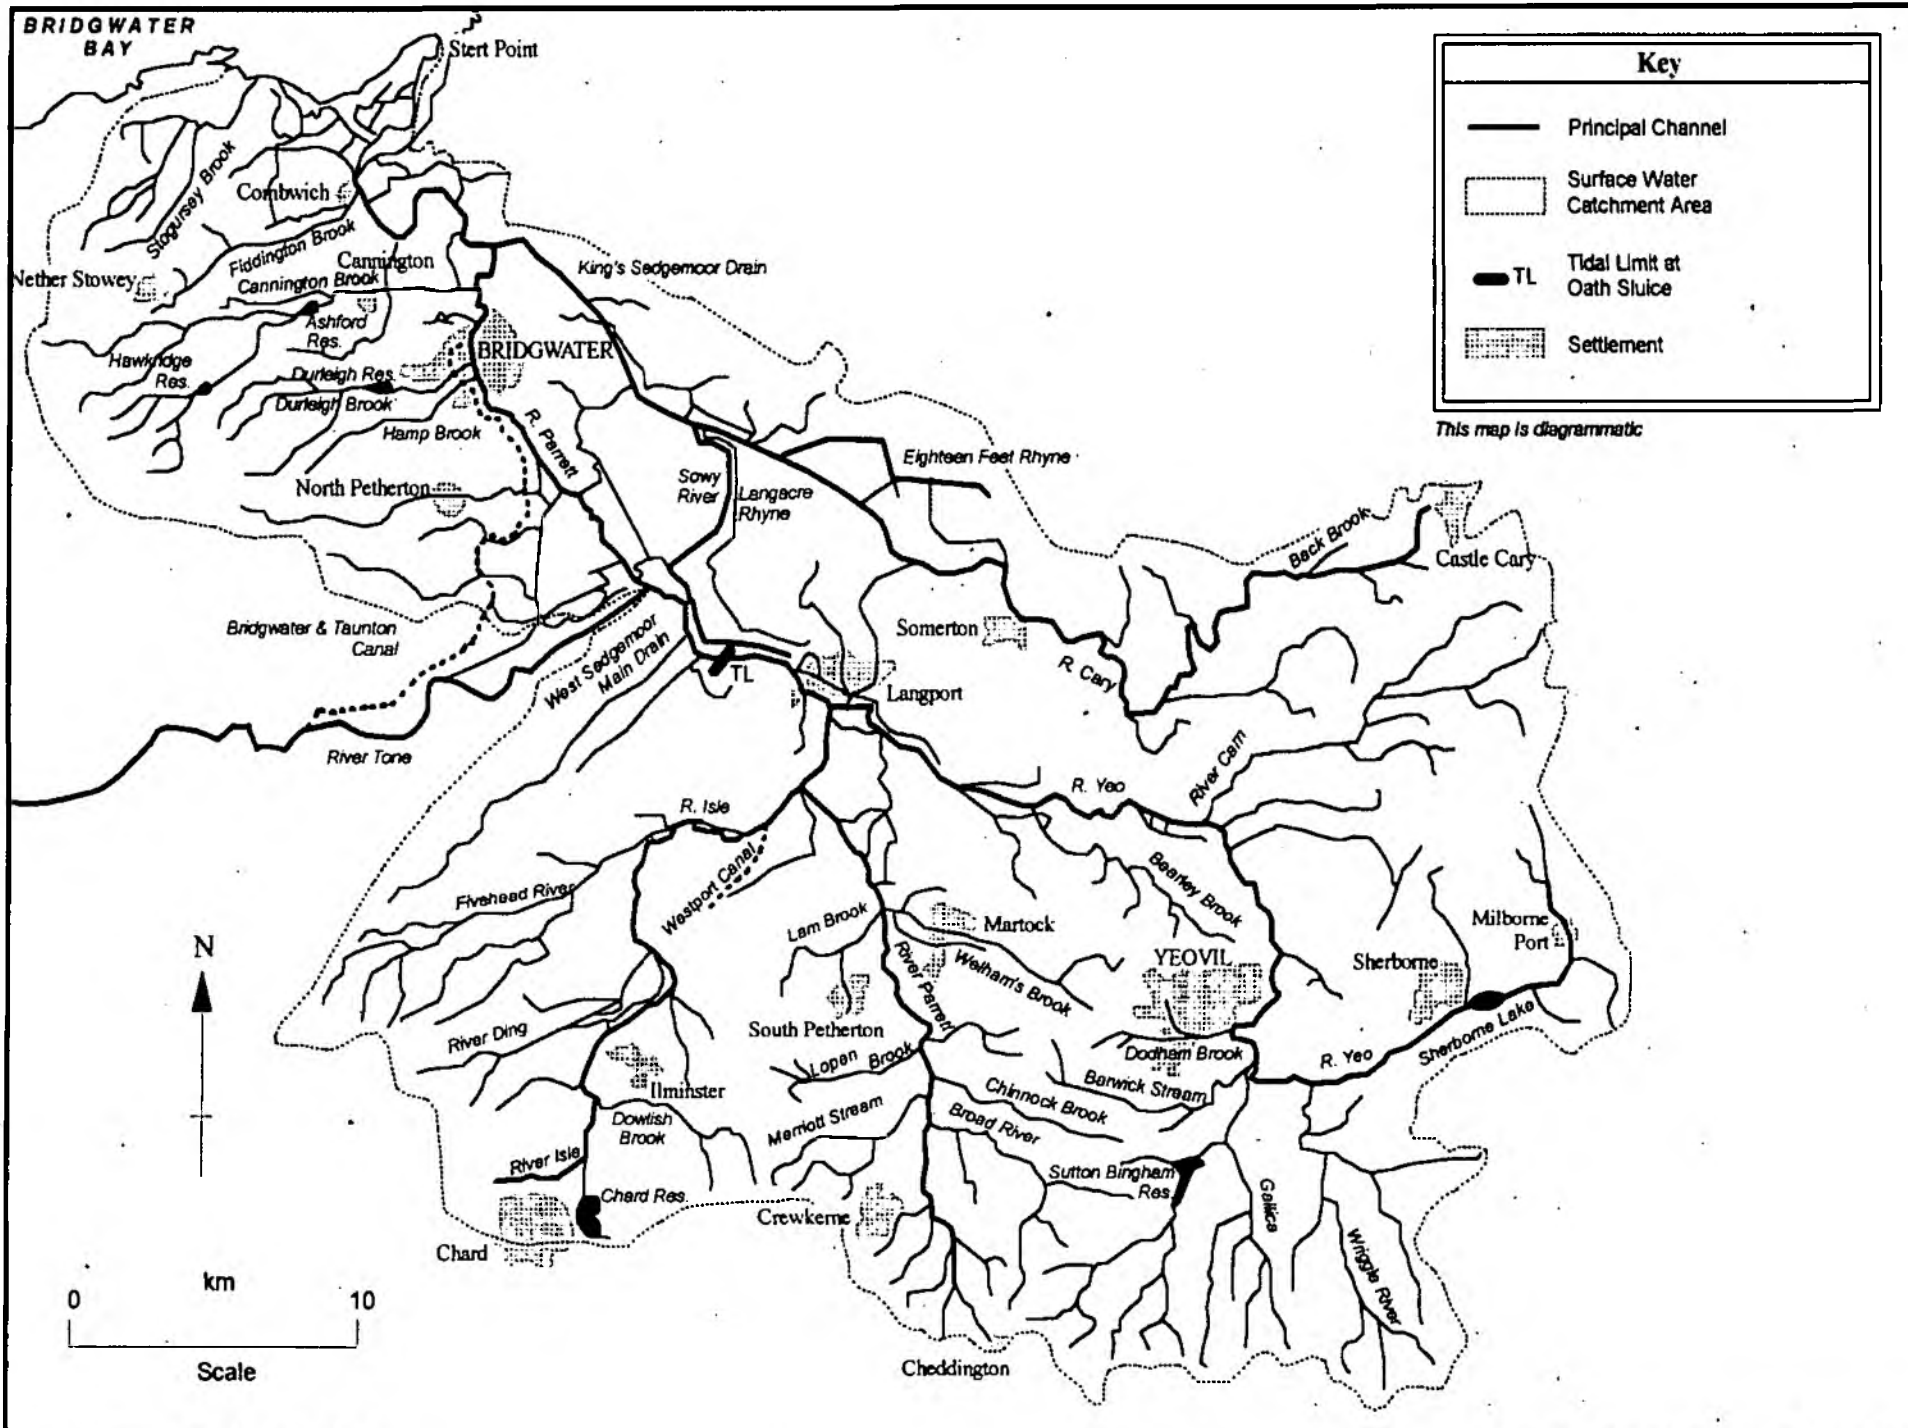 BRIDGWATER
BAY
Stert Point
Key
Principal Channel
Surface Water
Catchment Area
TL
Tidal Limit at
Oath Sluice
Settlement
This map is diagrammatic
Stogursey Brook
Combwich
Fiddington Brook
Cannington
Nether Stowey
Cannington Brook
King's Sedgemoor Drain
Ashford
Res.
Hawkridge
Res.
BRIDGWATER
Durleigh Res.
Durleigh Brook
Hamp Brook
R. Parrett
North Petherton
Sowy
River
Langacre
Rhyne
Eighteen Feet Rhyne
Back Brook
Castle Cary
Bridgwater & Taunton
Canal
West Sedgemoor
Main Drain
TL
Somerton
R. Cary
Langport
River Tone
River Cam
R. Yeo
R. Isle
Westport Canal
Fivehead River
Bearley Brook
Lam Brook
Martock
Milborne
Port
River Parrett
Welham's Brook
YEOVIL
Sherborne
N
South Petherton
River Ding
Lopen Brook
Dodham Brook
R. Yeo
Sherborne Lake
Ilminster
Barwick Stream
Chinnock Brook
Dowlish
Brook
Merriott Stream
Broad River
River Isle
Sutton Bingham
Res.
Chard Res.
Crewkerne
Gallica
Wriggle River
Chard
km
0
10
Scale
Cheddington